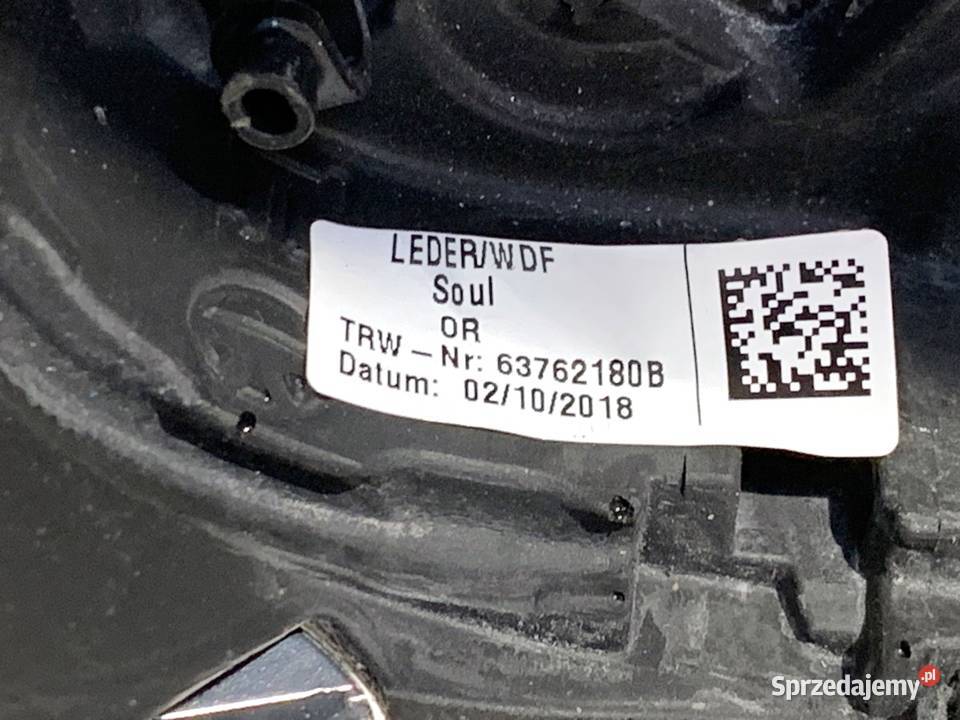 LEDER/WDF
Soul
OR
TRW - Nr: 63762180B
Datum: 02/10/2018
Sprzedajemy.pl